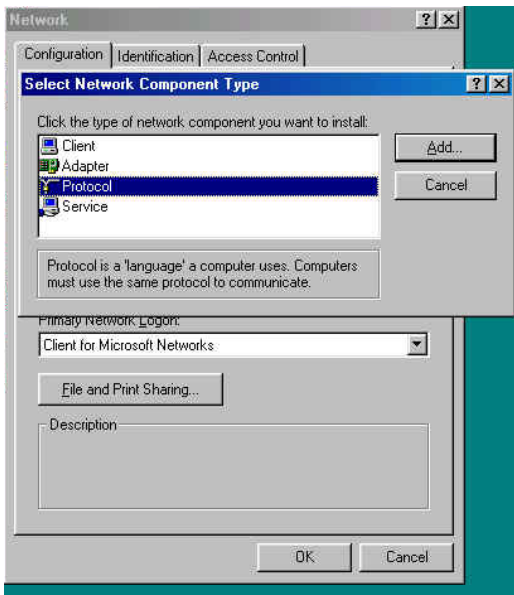 Network
Configuration Identification Access Control
Select Network Component Type
Click the type of network component you want to install:
Client
Adapter
Protocol
Service
Add...
Cancel
Protocol is a 'language' a computer uses. Computers
must use the same protocol to communicate.
Primary Network Logon:
Client for Microsoft Networks
File and Print Sharing...
Description
OK Cancel